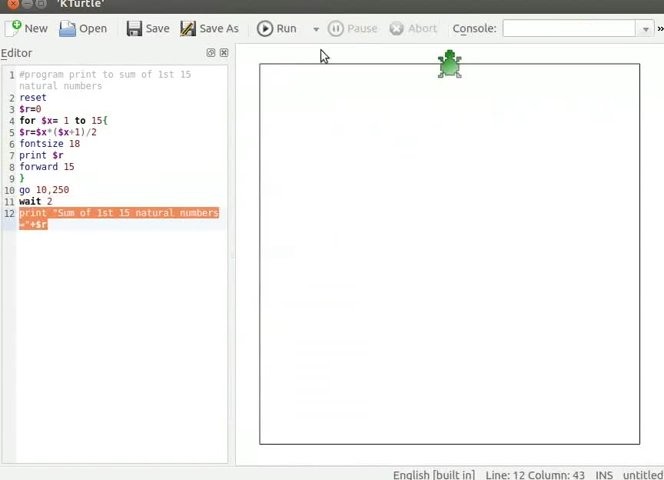 'KTurtle'
New Open Save Save As Run Pause Abort Console: »
Editor
1 #program print to sum of 1st 15
natural numbers
2 reset
3 $r=0
4 for $x= 1 to 15{
5 $r=$x*($x+1)/2
6 fontsize 18
7 print $r
8 forward 15
9 }
10 go 10,250
11 wait 2
12 print "Sum of 1st 15 natural numbers
="+$r
English [built in] Line: 12 Column: 43 INS untitled